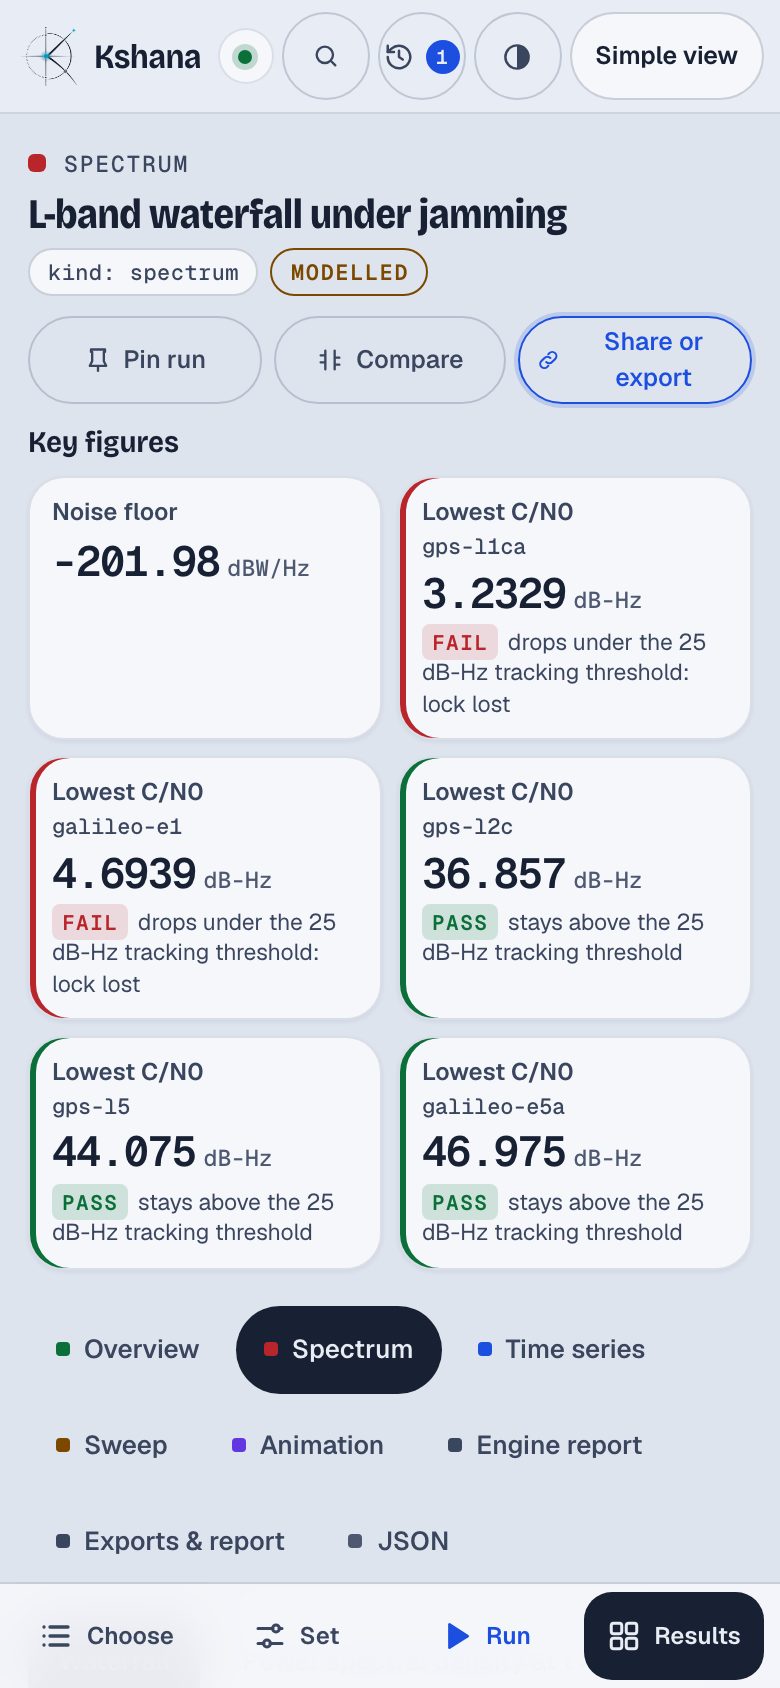 Kshana
1
Simple view
SPECTRUM
L-band waterfall under jamming
kind: spectrum
MODELLED
Pin run
Compare
Share or
export
Key figures
Noise floor
-201.98 dBW/Hz
Lowest C/N0
gps-l1ca
3.2329 dB-Hz
FAIL drops under the 25
dB-Hz tracking threshold:
lock lost
Lowest C/N0
galileo-e1
4.6939 dB-Hz
FAIL drops under the 25
dB-Hz tracking threshold:
lock lost
Lowest C/N0
gps-l2c
36.857 dB-Hz
PASS stays above the 25
dB-Hz tracking threshold
Lowest C/N0
gps-l5
44.075 dB-Hz
PASS stays above the 25
dB-Hz tracking threshold
Lowest C/N0
galileo-e5a
46.975 dB-Hz
PASS stays above the 25
dB-Hz tracking threshold
Overview
Spectrum
Time series
Sweep
Animation
Engine report
Exports & report
JSON
Choose
Set
Run
Results